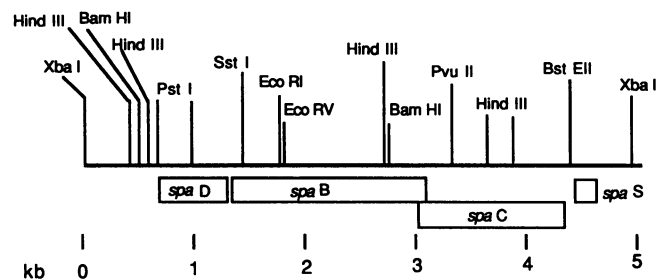 Hind III
Bam HI
Hind III
Xba I
Pst I
Sst I
Eco RI
Eco RV
Hind III
Bam HI
Pvu II
Hind III
Bst EII
Xba I
spa D
spa B
spa C
spa S
kb 0 1 2 3 4 5